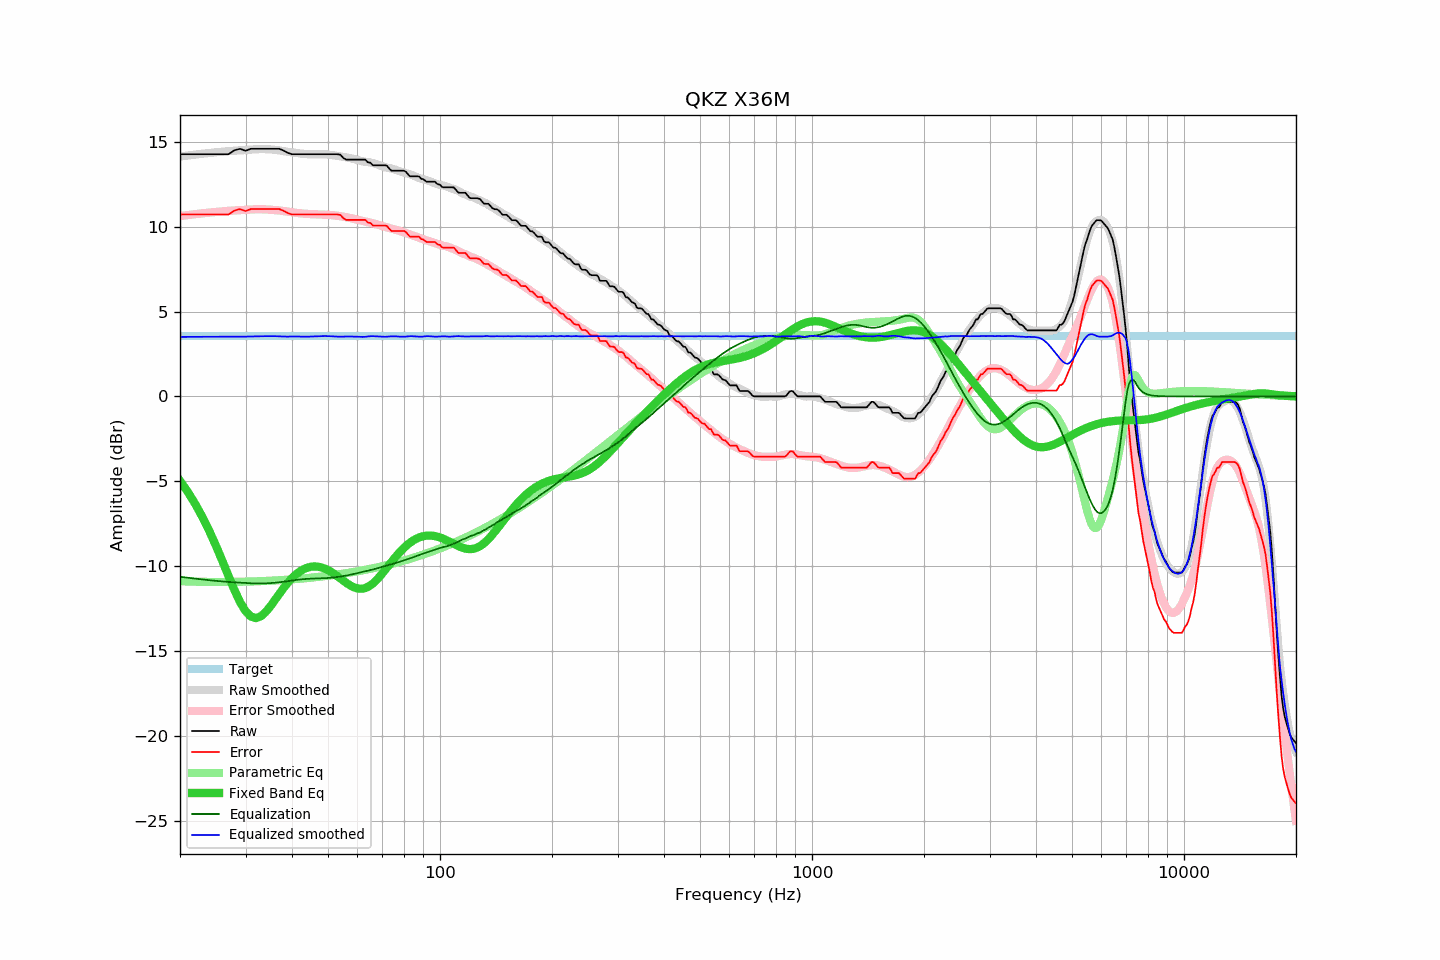 QKZ X36M
Amplitude (dBr)
15
10
5
0
−5
−10
−15
−20
−25
Target
Raw Smoothed
Error Smoothed
Raw
Error
Parametric Eq
Fixed Band Eq
Equalization
Equalized smoothed
100 1000 10000
Frequency (Hz)